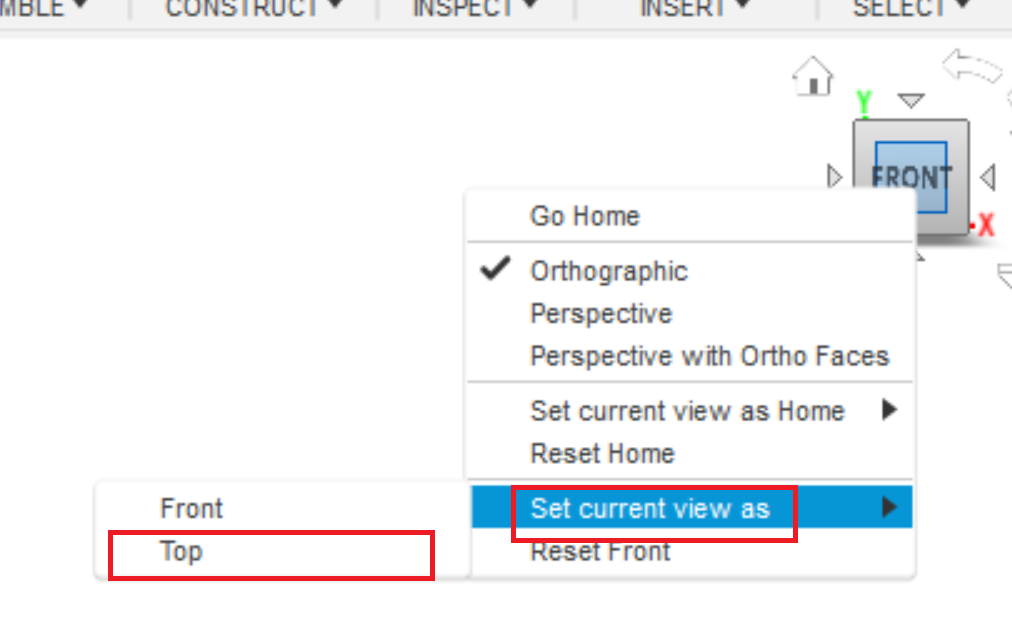 MBLE CONSTRUCT INSPECT INSERT SELECT
Y
FRONT
X
Go Home
Orthographic
Perspective
Perspective with Ortho Faces
Set current view as Home
Reset Home
Set current view as
Reset Front
Front
Top